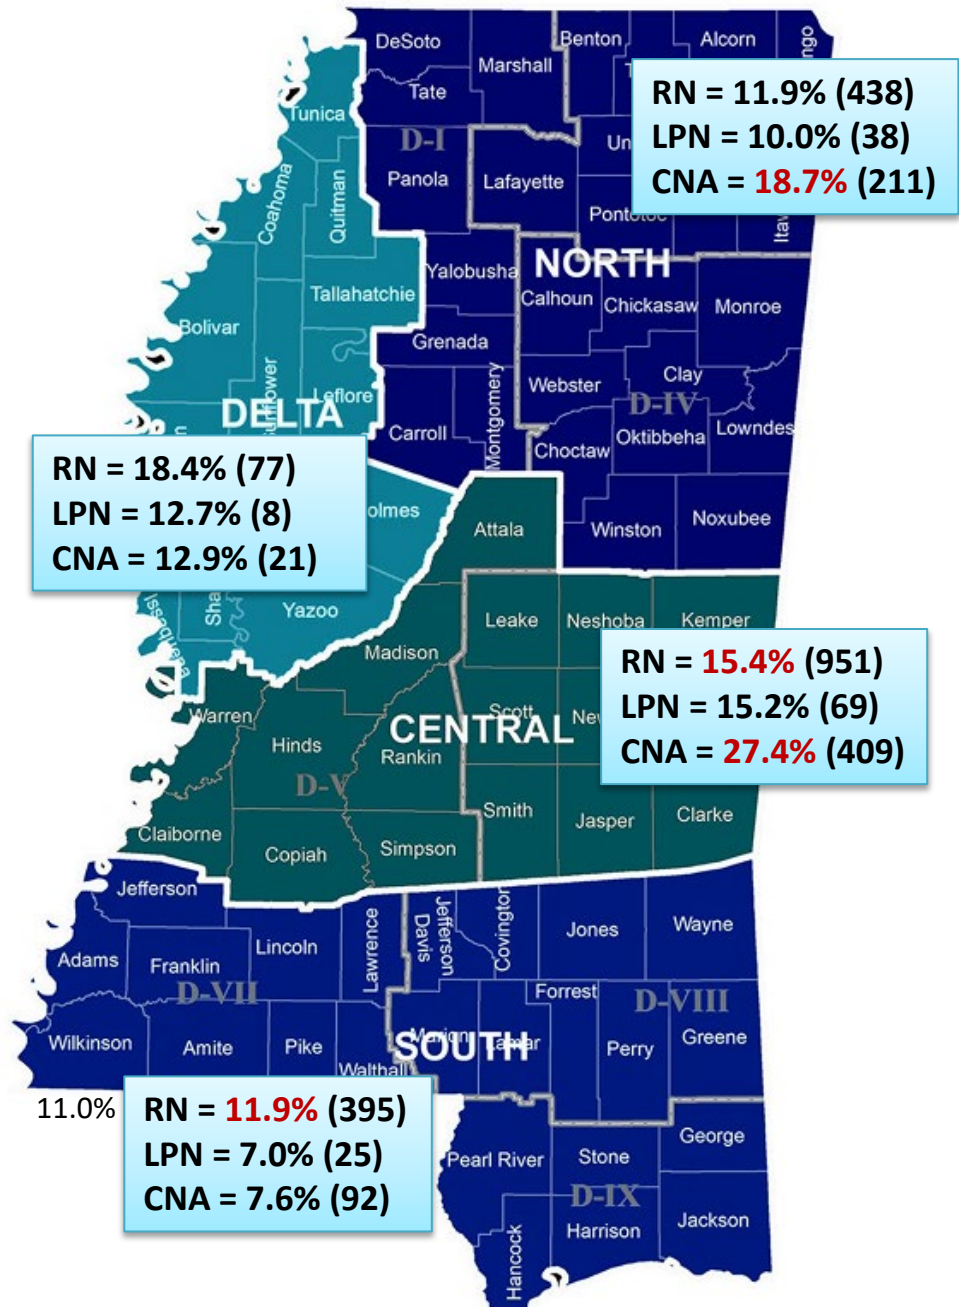 DeSoto
Benton
Alcorn
Marshall
Tate
Tunica
D-I
Panola
Lafayette
Coahoma
Quitman
RN = 11.9% (438)
LPN = 10.0% (38)
CNA = 18.7% (211)
Pontotoc
Yalobusha
NORTH
Tallahatchie
Calhoun
Chickasaw
Monroe
Bolivar
Grenada
Webster
Clay
Leflore
DELTA
D-IV
Carroll
Montgomery
Choctaw
Oktibbeha
Lowndes
RN = 18.4% (77)
LPN = 12.7% (8)
CNA = 12.9% (21)
Attala
Winston
Noxubee
Yazoo
Leake
Neshoba
Kemper
Madison
RN = 15.4% (951)
LPN = 15.2% (69)
CNA = 27.4% (409)
Warren
Scott
CENTRAL
Hinds
Rankin
D-V
Smith
Jasper
Clarke
Claiborne
Copiah
Simpson
Jefferson
Lawrence
Jefferson
Davis
Covington
Jones
Wayne
Lincoln
Adams
Franklin
D-VII
Forrest
D-VIII
Wilkinson
Amite
Pike
Walthall
Marion
SOUTH
Lamar
Perry
Greene
11.0%
RN = 11.9% (395)
LPN = 7.0% (25)
CNA = 7.6% (92)
Pearl River
Stone
George
D-IX
Hancock
Harrison
Jackson